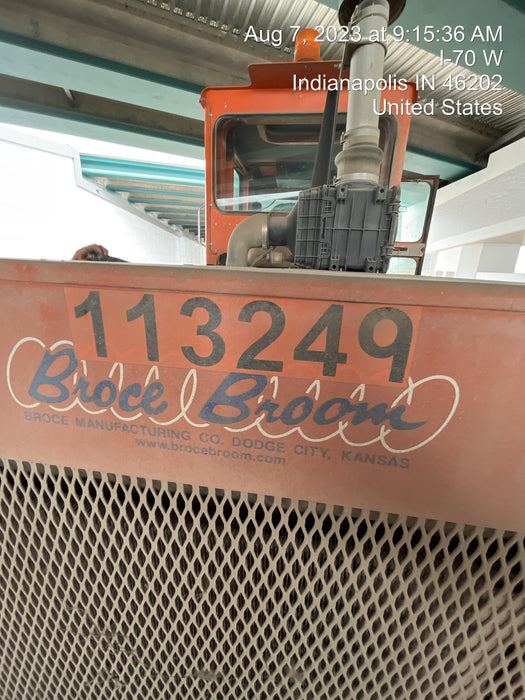 Aug 7, 2023 at 9:15:36 AM
I-70 W
Indianapolis IN 46202
United States
113249
Broce Broom
BROCE MANUFACTURING CO. DODGE CITY, KANSAS
www.brocebroom.com